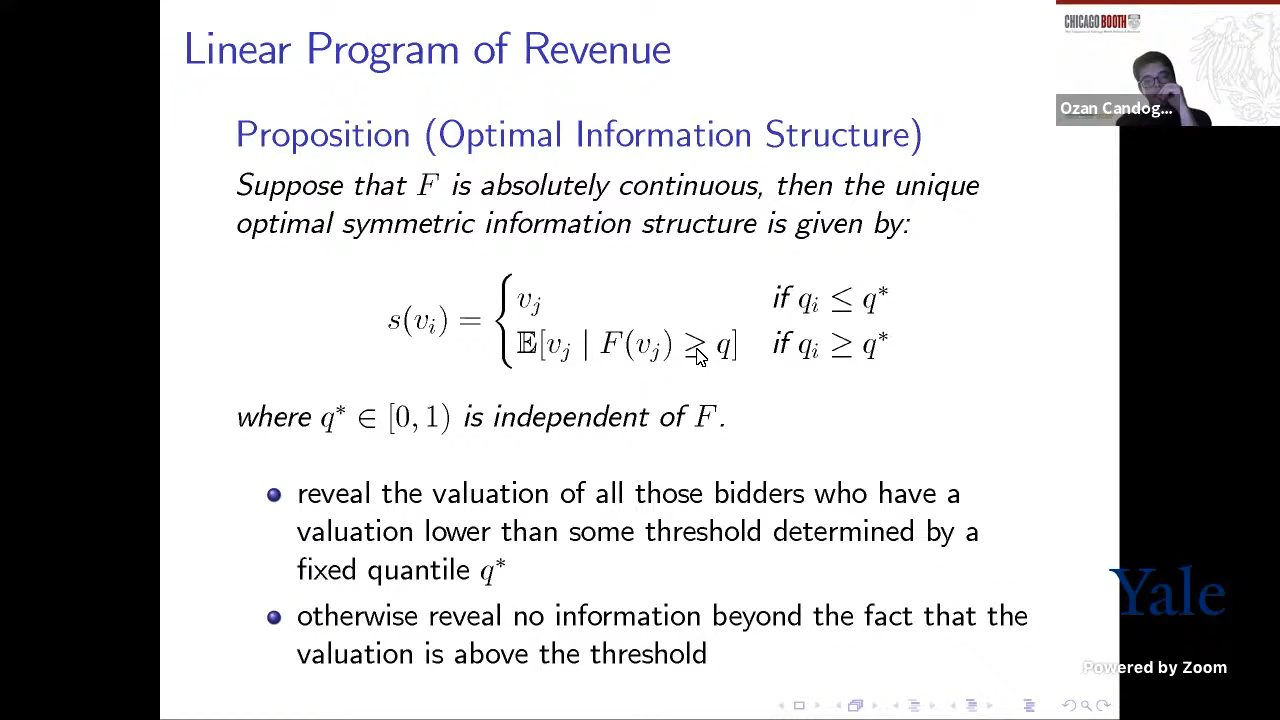 Linear Program of Revenue
CHICAGO BOOTH
Ozan Candog...
Proposition (Optimal Information Structure)
Suppose that F is absolutely continuous, then the unique
optimal symmetric information structure is given by:
s(v_i) = { v_j if q_i ≤ q*
𝔼[v_j | F(v_j) ≥ q] if q_i ≥ q*
where q* ∈ [0, 1) is independent of F.
reveal the valuation of all those bidders who have a
valuation lower than some threshold determined by a
fixed quantile q*
otherwise reveal no information beyond the fact that the
valuation is above the threshold
Yale
Powered by Zoom